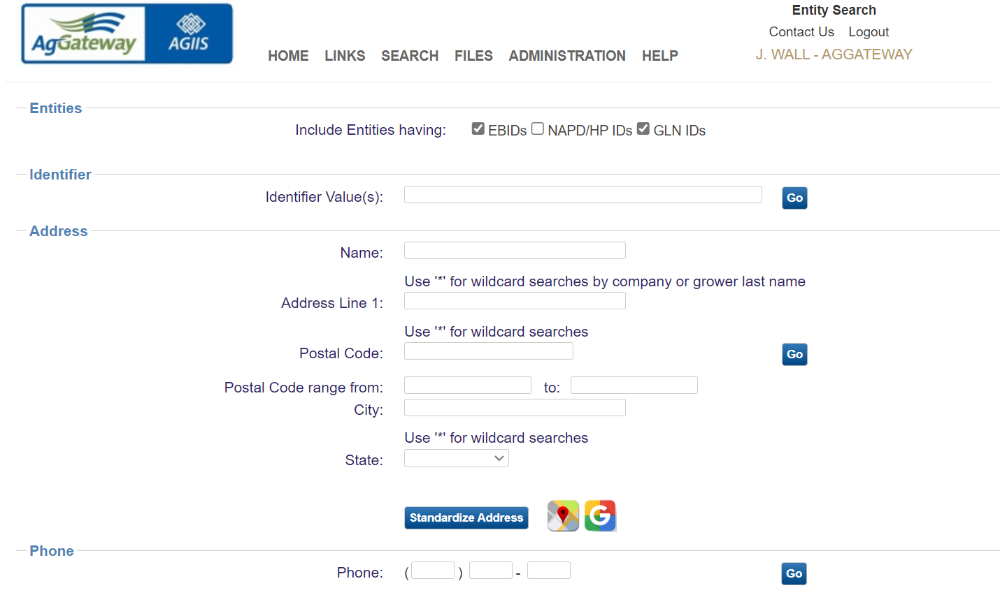 AgGateway
AGIIS
Entity Search
Contact Us Logout
HOME LINKS SEARCH FILES ADMINISTRATION HELP
J. WALL - AGGATEWAY
Entities
Include Entities having: EBIDs NAPD/HP IDs GLN IDs
Identifier
Identifier Value(s): Go
Address
Name:
Use '*' for wildcard searches by company or grower last name
Address Line 1:
Use '*' for wildcard searches
Postal Code: Go
Postal Code range from: to:
City:
Use '*' for wildcard searches
State:
Standardize Address G
Phone
Phone: ( ) - Go